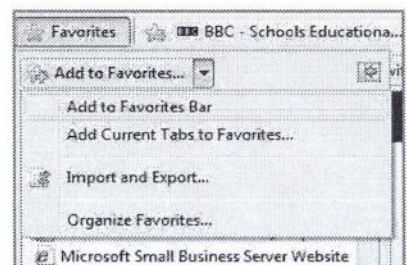 Favorites BBC - Schools Educationa...
Add to Favorites...
Add to Favorites Bar
Add Current Tabs to Favorites...
Import and Export...
Organize Favorites...
Microsoft Small Business Server Website